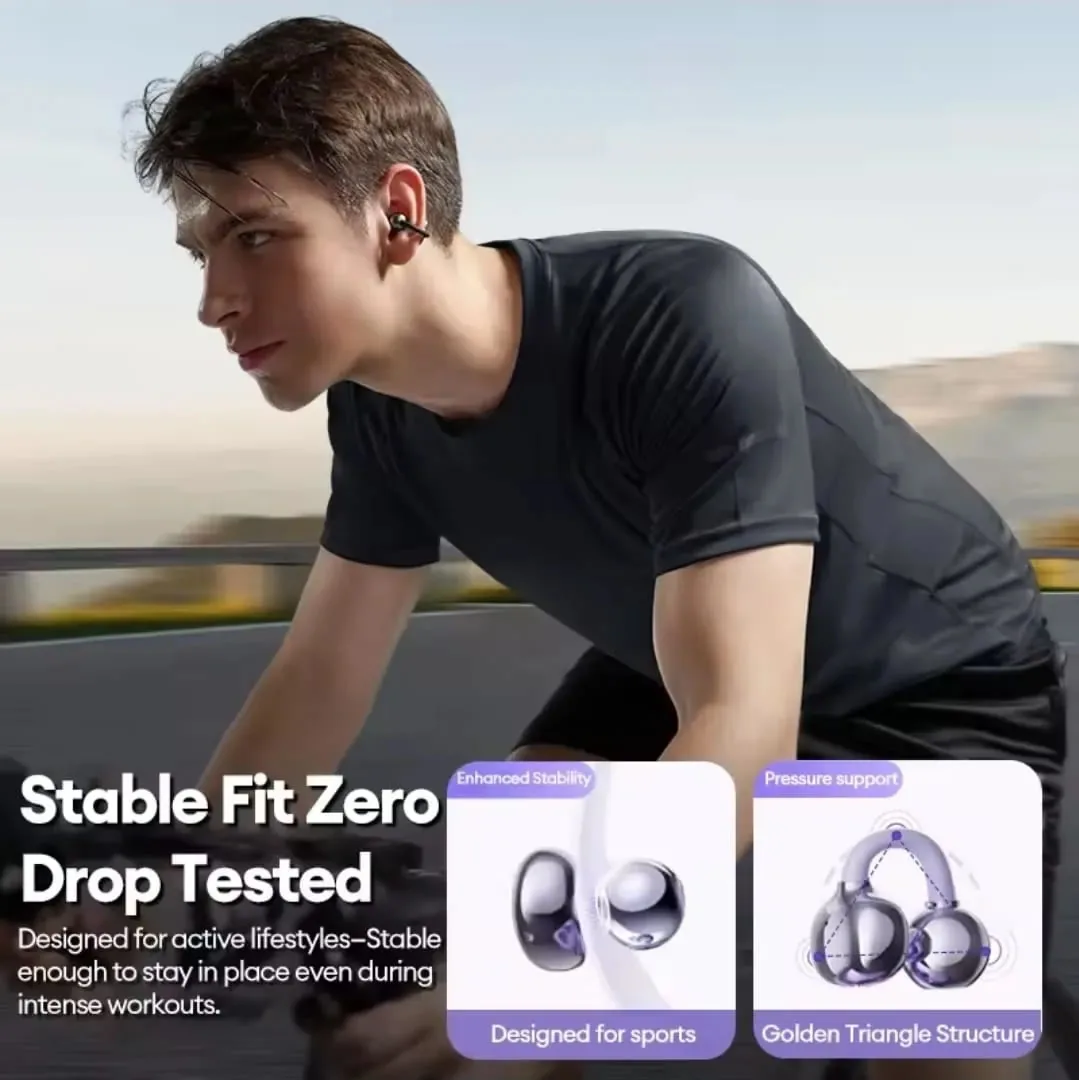 Stable Fit Zero
Drop Tested
Designed for active lifestyles–Stable
enough to stay in place even during
intense workouts.
Enhanced Stability
Designed for sports
Pressure support
Golden Triangle Structure